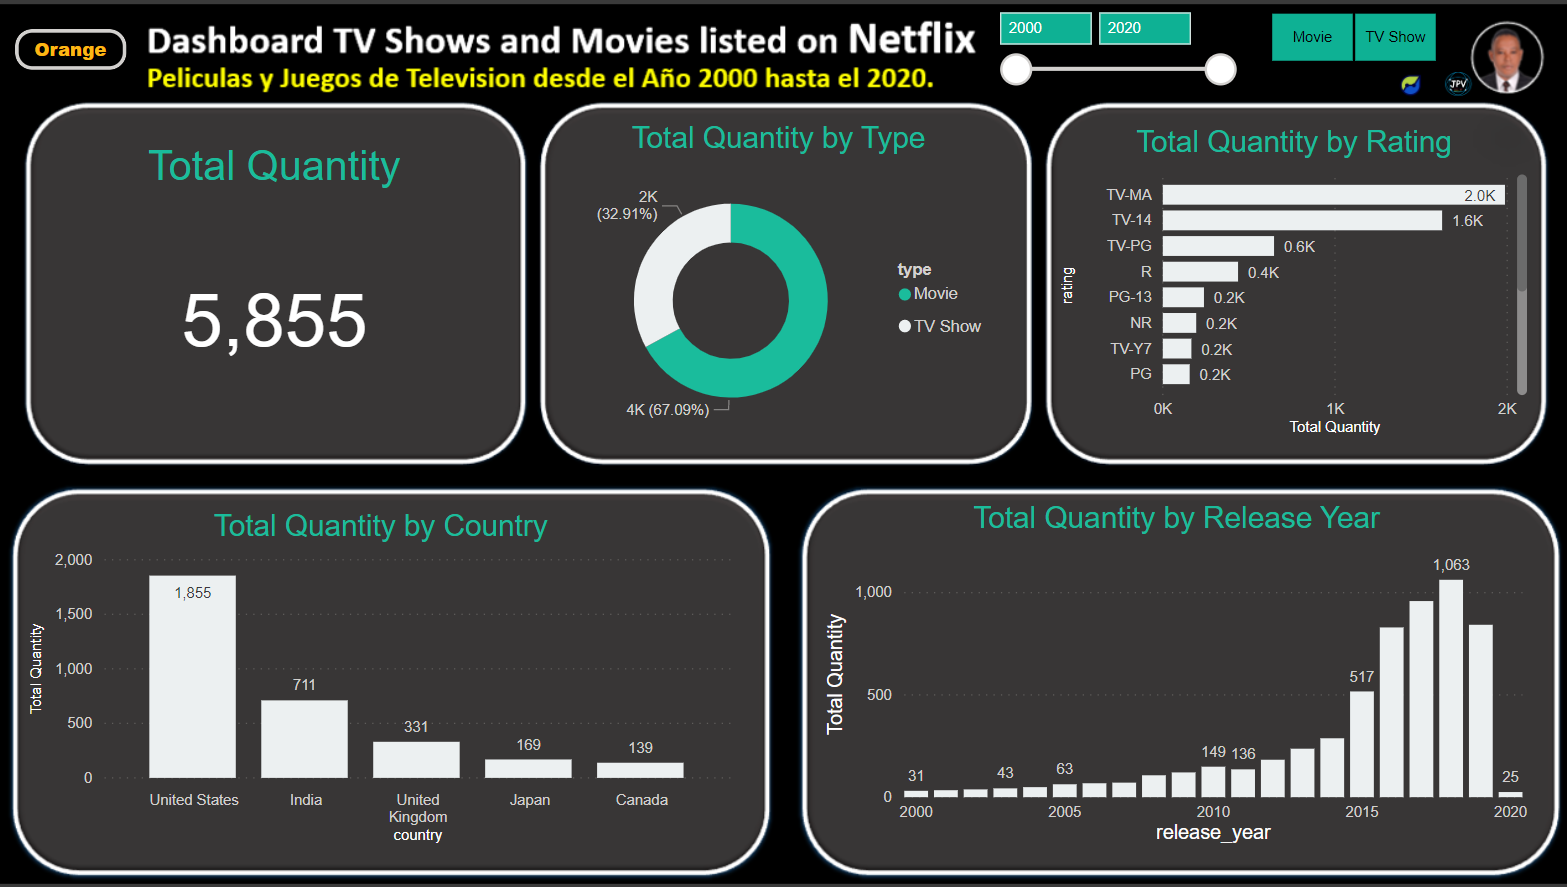 Orange
Dashboard TV Shows and Movies listed on Netflix
Peliculas y Juegos de Television desde el Año 2000 hasta el 2020.
2000
2020
Movie
TV Show
JPV
Total Quantity
5,855
Total Quantity by Type
2K
(32.91%)
4K (67.09%)
type
Movie
TV Show
Total Quantity by Rating
rating
TV-MA 2.0K
TV-14 1.6K
TV-PG 0.6K
R 0.4K
PG-13 0.2K
NR 0.2K
TV-Y7 0.2K
PG 0.2K
0K 1K 2K
Total Quantity
Total Quantity by Country
Total Quantity
2,000
1,500
1,000
500
0
1,855
711
331
169
139
United States
India
United
Kingdom
Japan
Canada
country
Total Quantity by Release Year
Total Quantity
1,000
500
0
31
43
63
149
136
517
1,063
25
2000 2005 2010 2015 2020
release_year